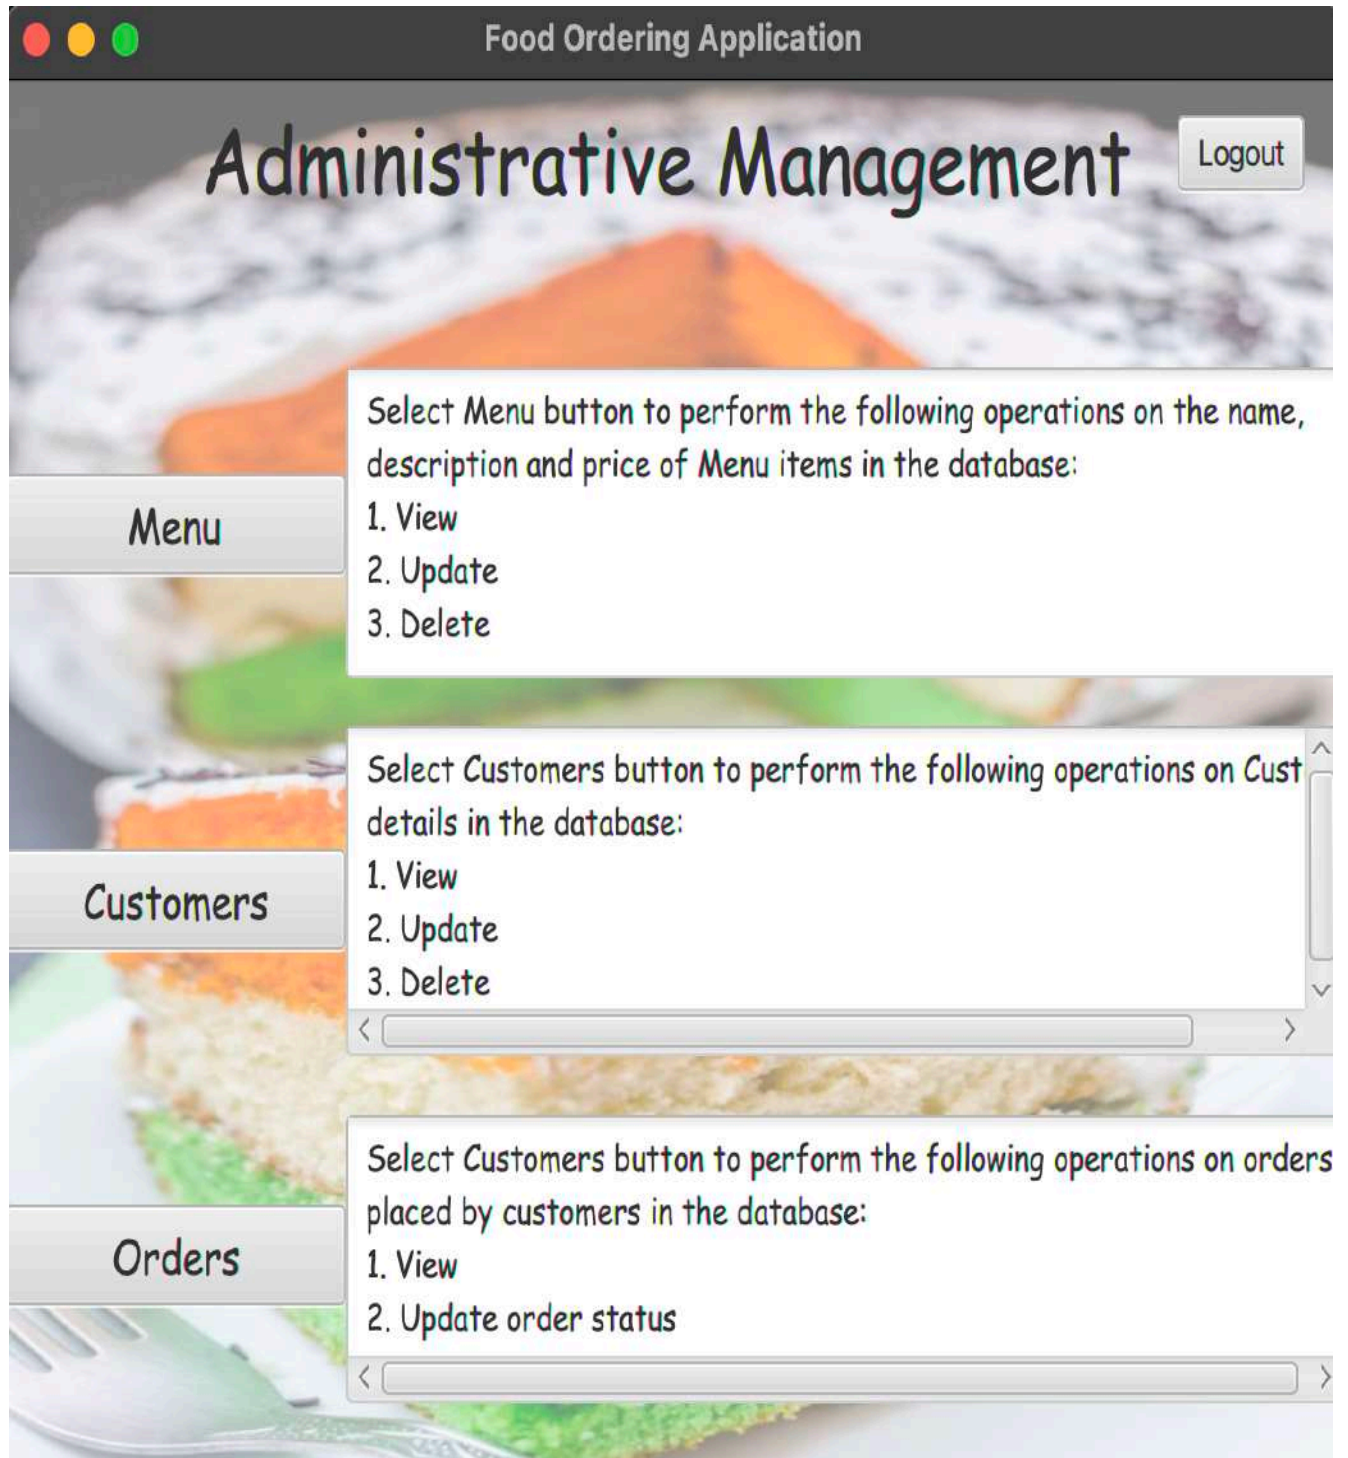 Food Ordering Application
Administrative Management
Logout
Select Menu button to perform the following operations on the name,
description and price of Menu items in the database:
1. View
2. Update
3. Delete
Menu
Select Customers button to perform the following operations on Cust
details in the database:
1. View
2. Update
3. Delete
Customers
Select Customers button to perform the following operations on orders
placed by customers in the database:
1. View
2. Update order status
Orders